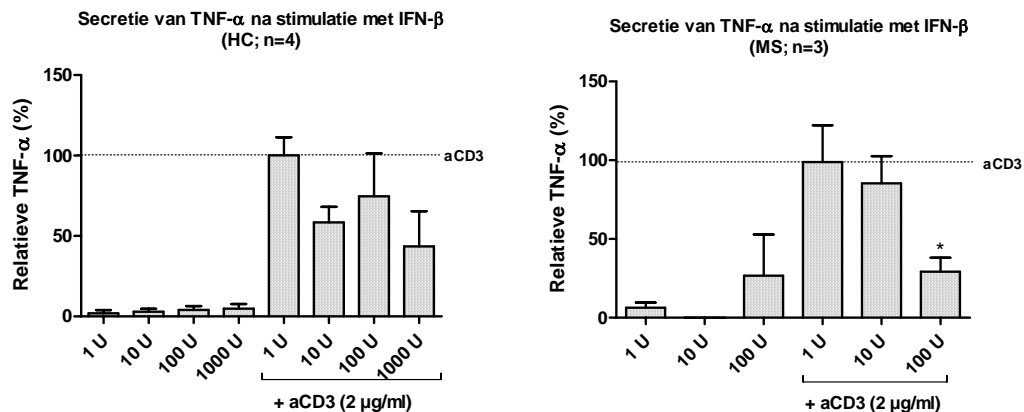 Secretie van TNF-α na stimulatie met IFN-β
(HC; n=4)
Relatieve TNF-α (%)
150
100
50
0
aCD3
1 U
10 U
100 U
1000 U
1 U
10 U
100 U
1000 U
+ aCD3 (2 µg/ml)
Secretie van TNF-α na stimulatie met IFN-β
(MS; n=3)
Relatieve TNF-α (%)
150
100
50
0
aCD3
*
1 U
10 U
100 U
1 U
10 U
100 U
+ aCD3 (2 µg/ml)